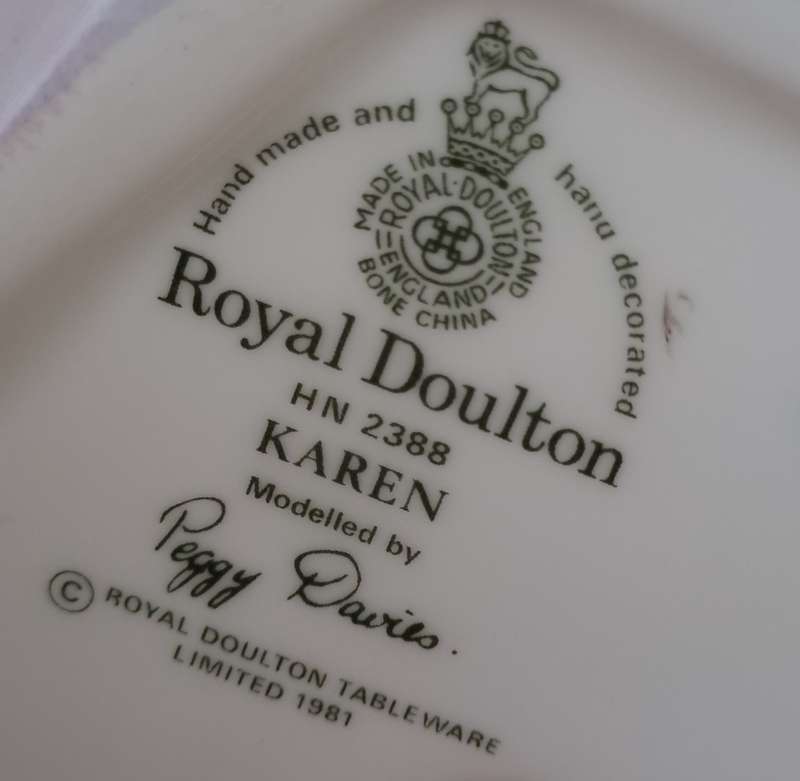 Hand made and hand decorated
MADE IN ENGLAND
ROYAL·DOULTON
ENGLAND
BONE CHINA
Royal Doulton
HN 2388
KAREN
Modelled by
Peggy Davies.
© ROYAL DOULTON TABLEWARE
LIMITED 1981